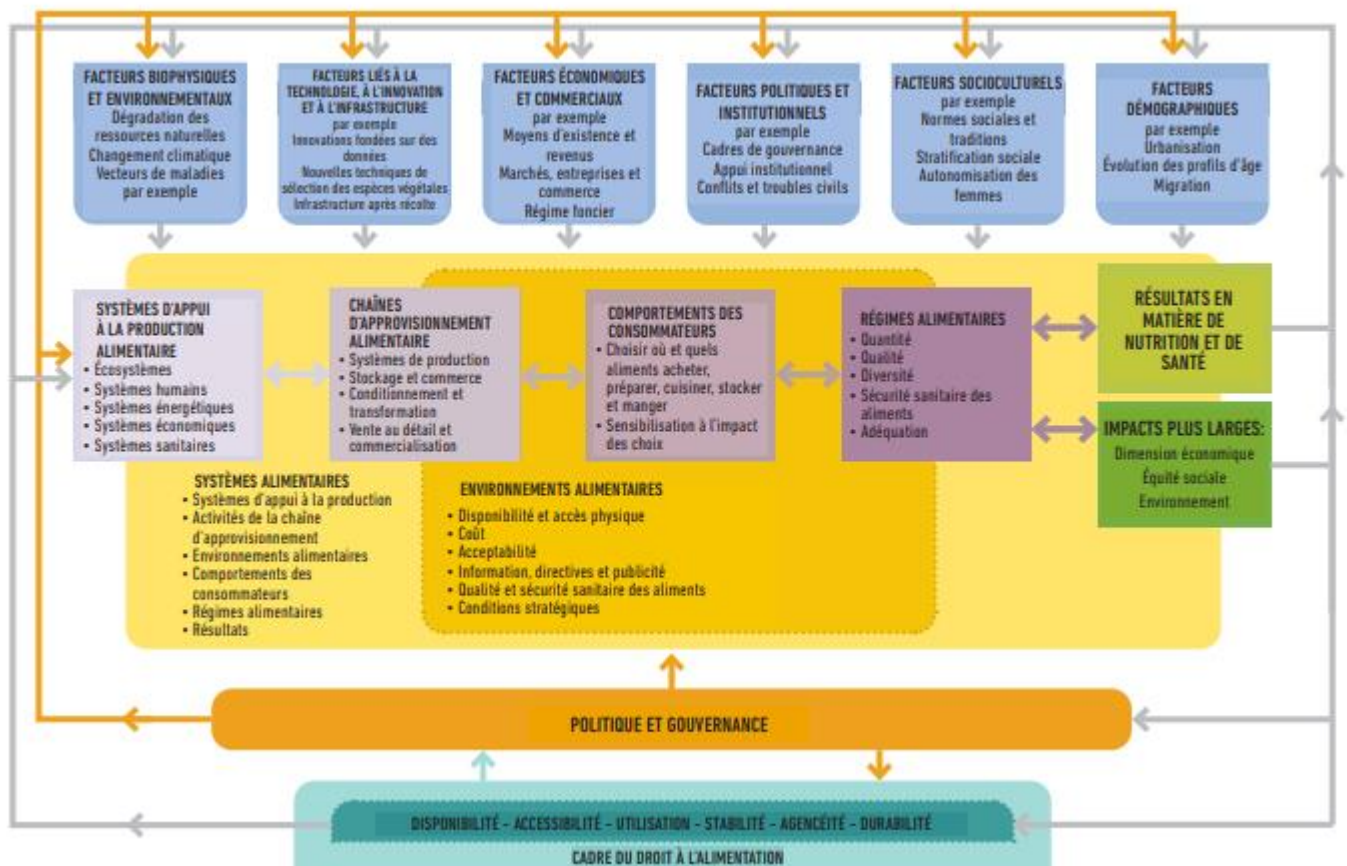 FACTEURS BIOPHYSIQUES
ET ENVIRONNEMENTAUX
Dégradation des
ressources naturelles
Changement climatique
Vecteurs de maladies
par exemple
FACTEURS LIÉS À LA
TECHNOLOGIE, À L'INNOVATION
ET À L'INFRASTRUCTURE
par exemple
Innovations fondées sur des
données
Nouvelles techniques de
sélection des espèces végétales
Infrastructure après récolte
FACTEURS ÉCONOMIQUES
ET COMMERCIAUX
par exemple
Moyens d'existence et
revenus
Marchés, entreprises et
commerce
Régime foncier
FACTEURS POLITIQUES ET
INSTITUTIONNELS
par exemple
Cadres de gouvernance
Appui institutionnel
Conflits et troubles civils
FACTEURS SOCIOCULTURELS
par exemple
Normes sociales et
traditions
Stratification sociale
Autonomisation des
femmes
FACTEURS
DÉMOGRAPHIQUES
par exemple
Urbanisation
Évolution des profils d'âge
Migration
SYSTÈMES D'APPUI
À LA PRODUCTION
ALIMENTAIRE
• Écosystèmes
• Systèmes humains
• Systèmes énergétiques
• Systèmes économiques
• Systèmes sanitaires
CHAÎNES
D'APPROVISIONNEMENT
ALIMENTAIRE
• Systèmes de production
• Stockage et commerce
• Conditionnement et
transformation
• Vente au détail et
commercialisation
COMPORTEMENTS DES
CONSOMMATEURS
• Choisir où et quels
aliments acheter,
préparer, cuisiner, stocker
et manger
• Sensibilisation à l'impact
des choix
RÉGIMES ALIMENTAIRES
• Quantité
• Qualité
• Diversité
• Sécurité sanitaire des
aliments
• Adéquation
RÉSULTATS EN
MATIÈRE DE
NUTRITION ET DE
SANTÉ
IMPACTS PLUS LARGES:
Dimension économique
Équité sociale
Environnement
SYSTÈMES ALIMENTAIRES
• Systèmes d'appui à la production
• Activités de la chaîne
d'approvisionnement
• Environnements alimentaires
• Comportements des
consommateurs
• Régimes alimentaires
• Résultats
ENVIRONNEMENTS ALIMENTAIRES
• Disponibilité et accès physique
• Coût
• Acceptabilité
• Information, directives et publicité
• Qualité et sécurité sanitaire des aliments
• Conditions stratégiques
POLITIQUE ET GOUVERNANCE
DISPONIBILITÉ – ACCESSIBILITÉ – UTILISATION – STABILITÉ – AGENCÉITÉ – DURABILITÉ
CADRE DU DROIT À L'ALIMENTATION